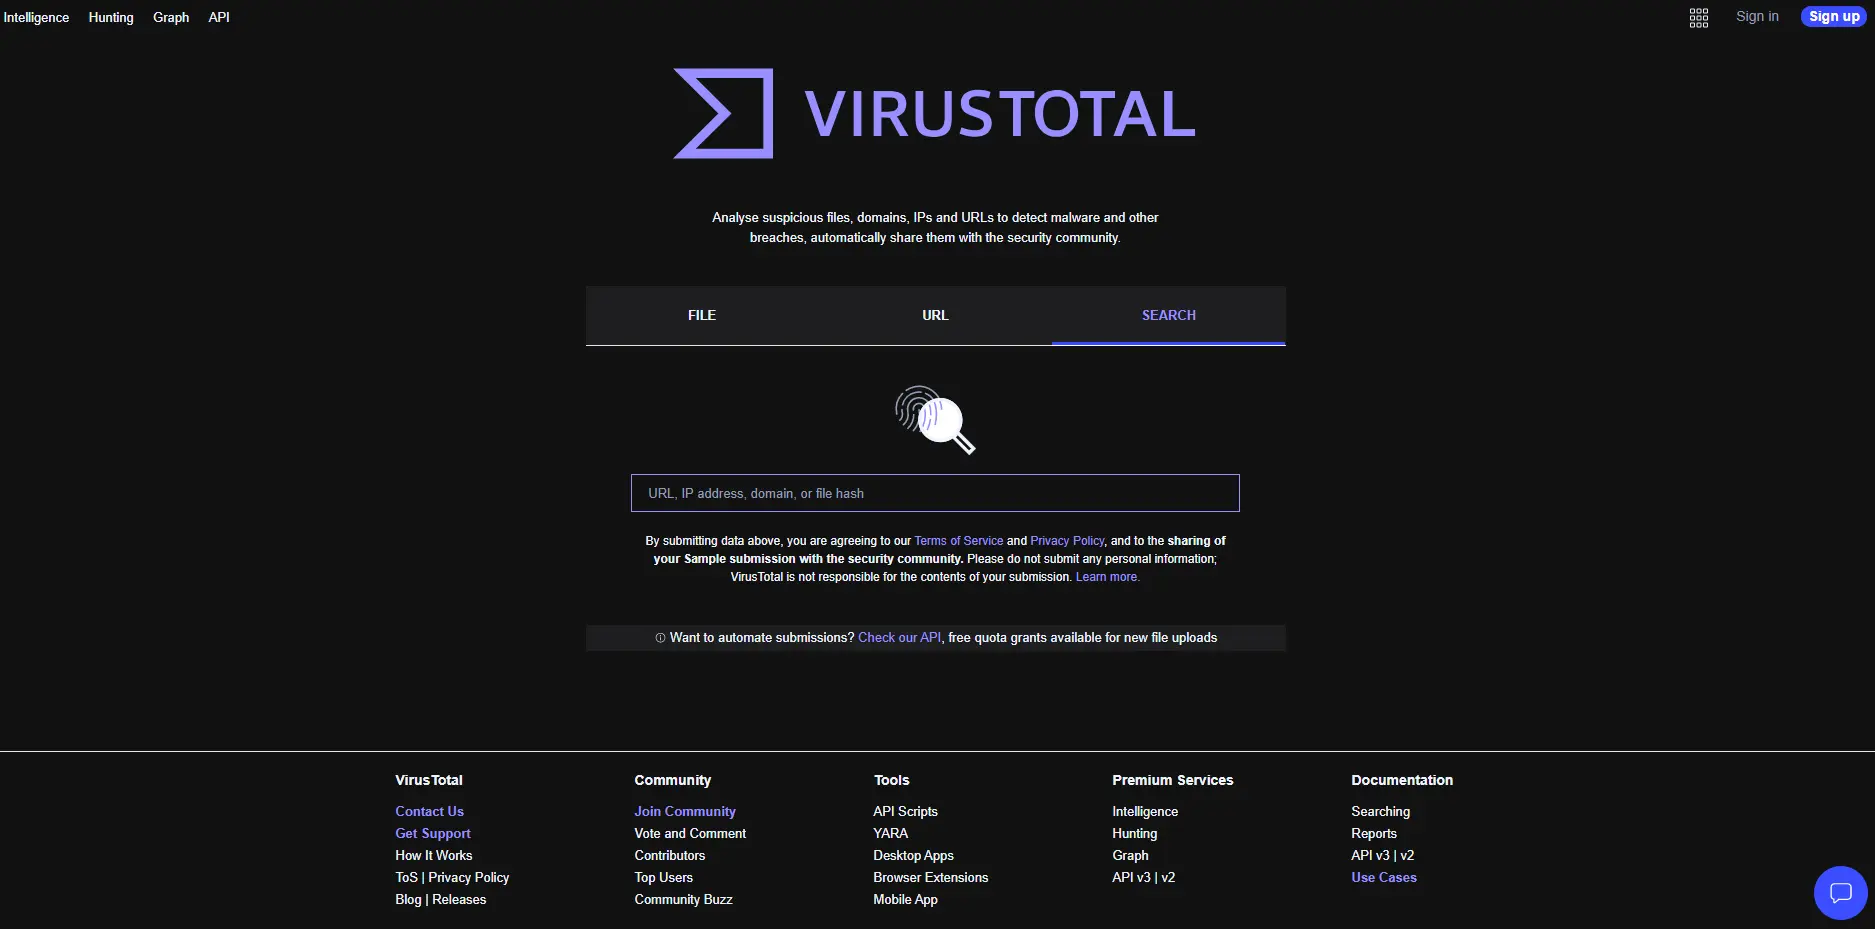 Intelligence Hunting Graph API
Sign in Sign up
VIRUSTOTAL
Analyse suspicious files, domains, IPs and URLs to detect malware and other
breaches, automatically share them with the security community.
FILE URL SEARCH
URL, IP address, domain, or file hash
By submitting data above, you are agreeing to our Terms of Service and Privacy Policy, and to the sharing of
your Sample submission with the security community. Please do not submit any personal information;
VirusTotal is not responsible for the contents of your submission. Learn more.
Want to automate submissions? Check our API, free quota grants available for new file uploads
VirusTotal
Contact Us
Get Support
How It Works
ToS | Privacy Policy
Blog | Releases
Community
Join Community
Vote and Comment
Contributors
Top Users
Community Buzz
Tools
API Scripts
YARA
Desktop Apps
Browser Extensions
Mobile App
Premium Services
Intelligence
Hunting
Graph
API v3 | v2
Documentation
Searching
Reports
API v3 | v2
Use Cases